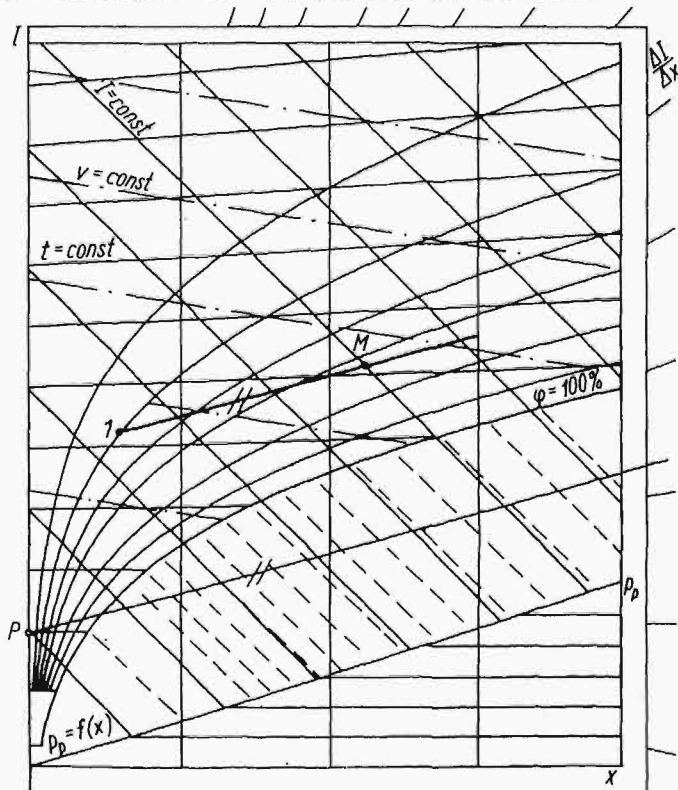 I
ΔI
Δx
I=const
v=const
t=const
M
1
φ=100%
P
p_p
p_p=f(x)
x